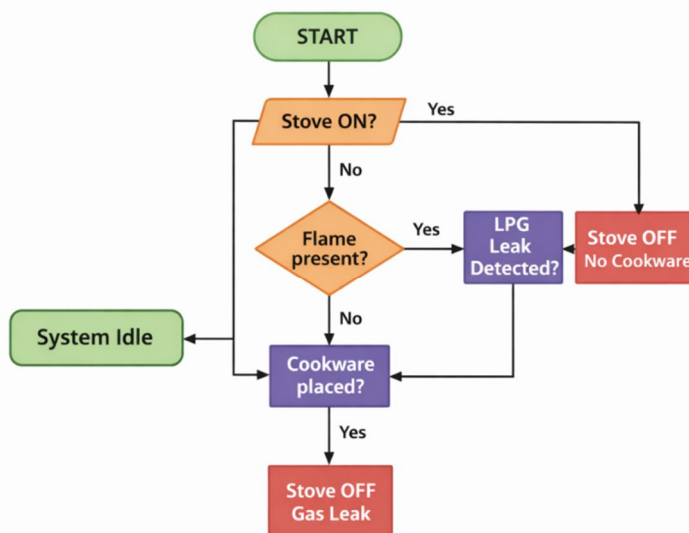 START
Stove ON?
Yes
No
Flame
present?
Yes
LPG
Leak
Detected?
Stove OFF
No Cookware
No
System Idle
Cookware
placed?
Yes
Stove OFF
Gas Leak